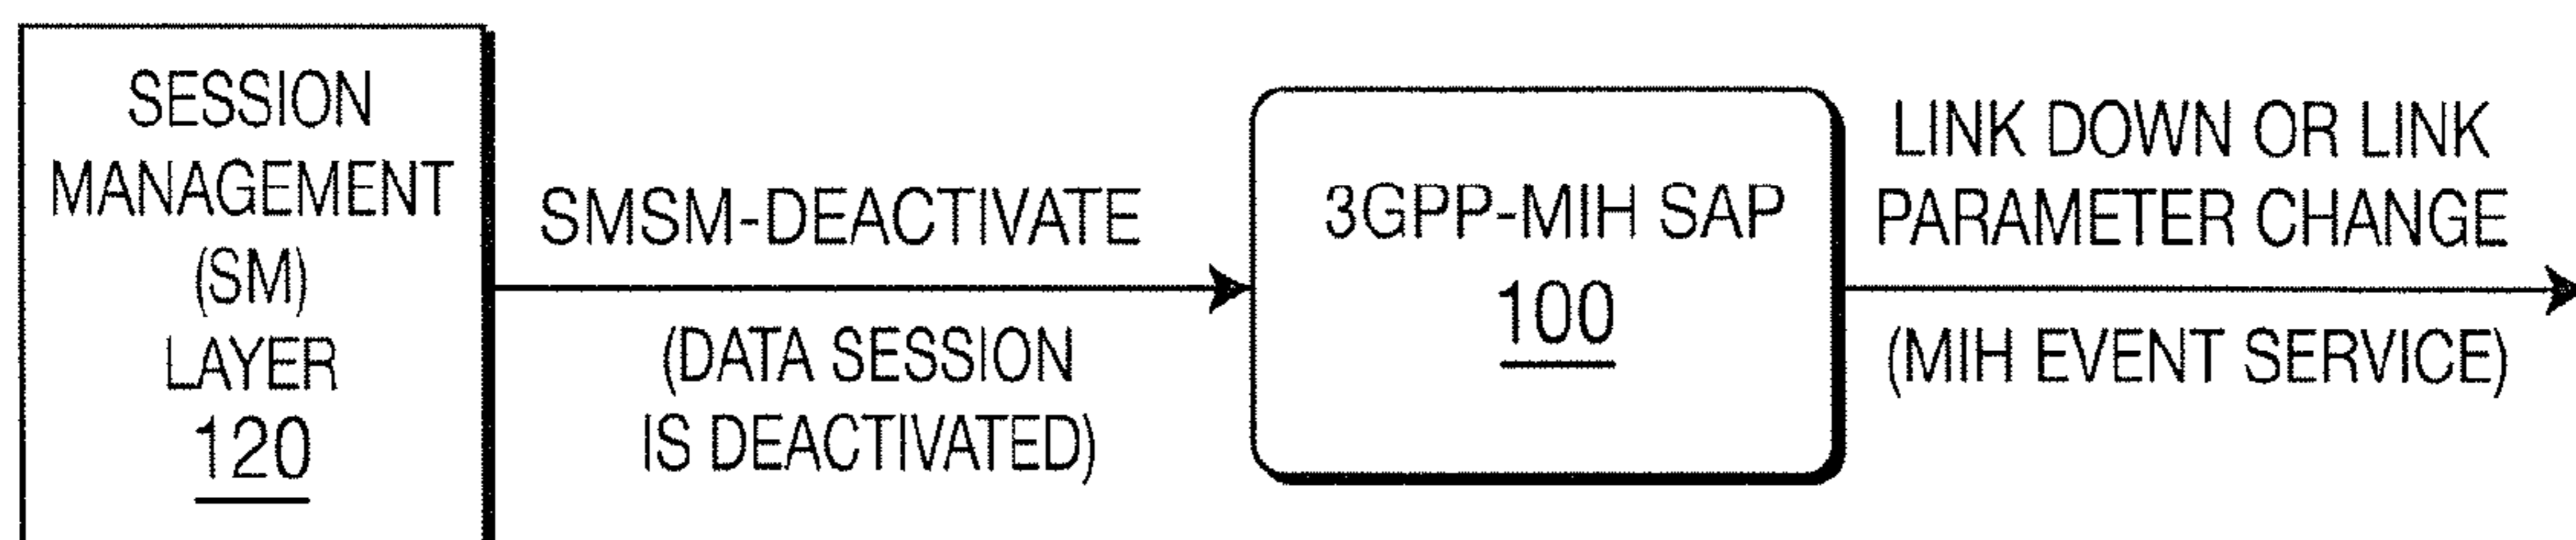 SESSION
MANAGEMENT
(SM)
LAYER
120
SMSM-DEACTIVATE
(DATA SESSION
IS DEACTIVATED)
3GPP-MIH SAP
100
LINK DOWN OR LINK
PARAMETER CHANGE
(MIH EVENT SERVICE)